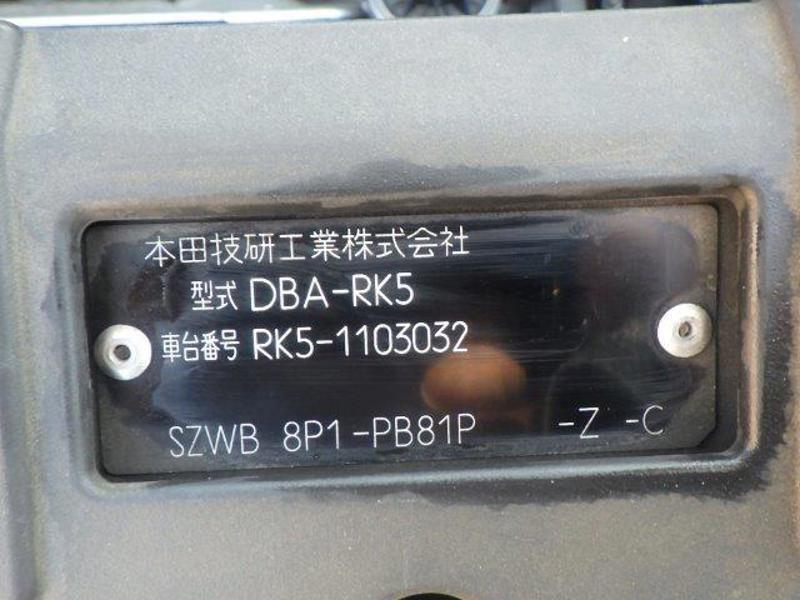 本田技研工業株式会社
型式 DBA-RK5
車台番号 RK5-1103032
SZWB 8P1-PB81P -Z -C